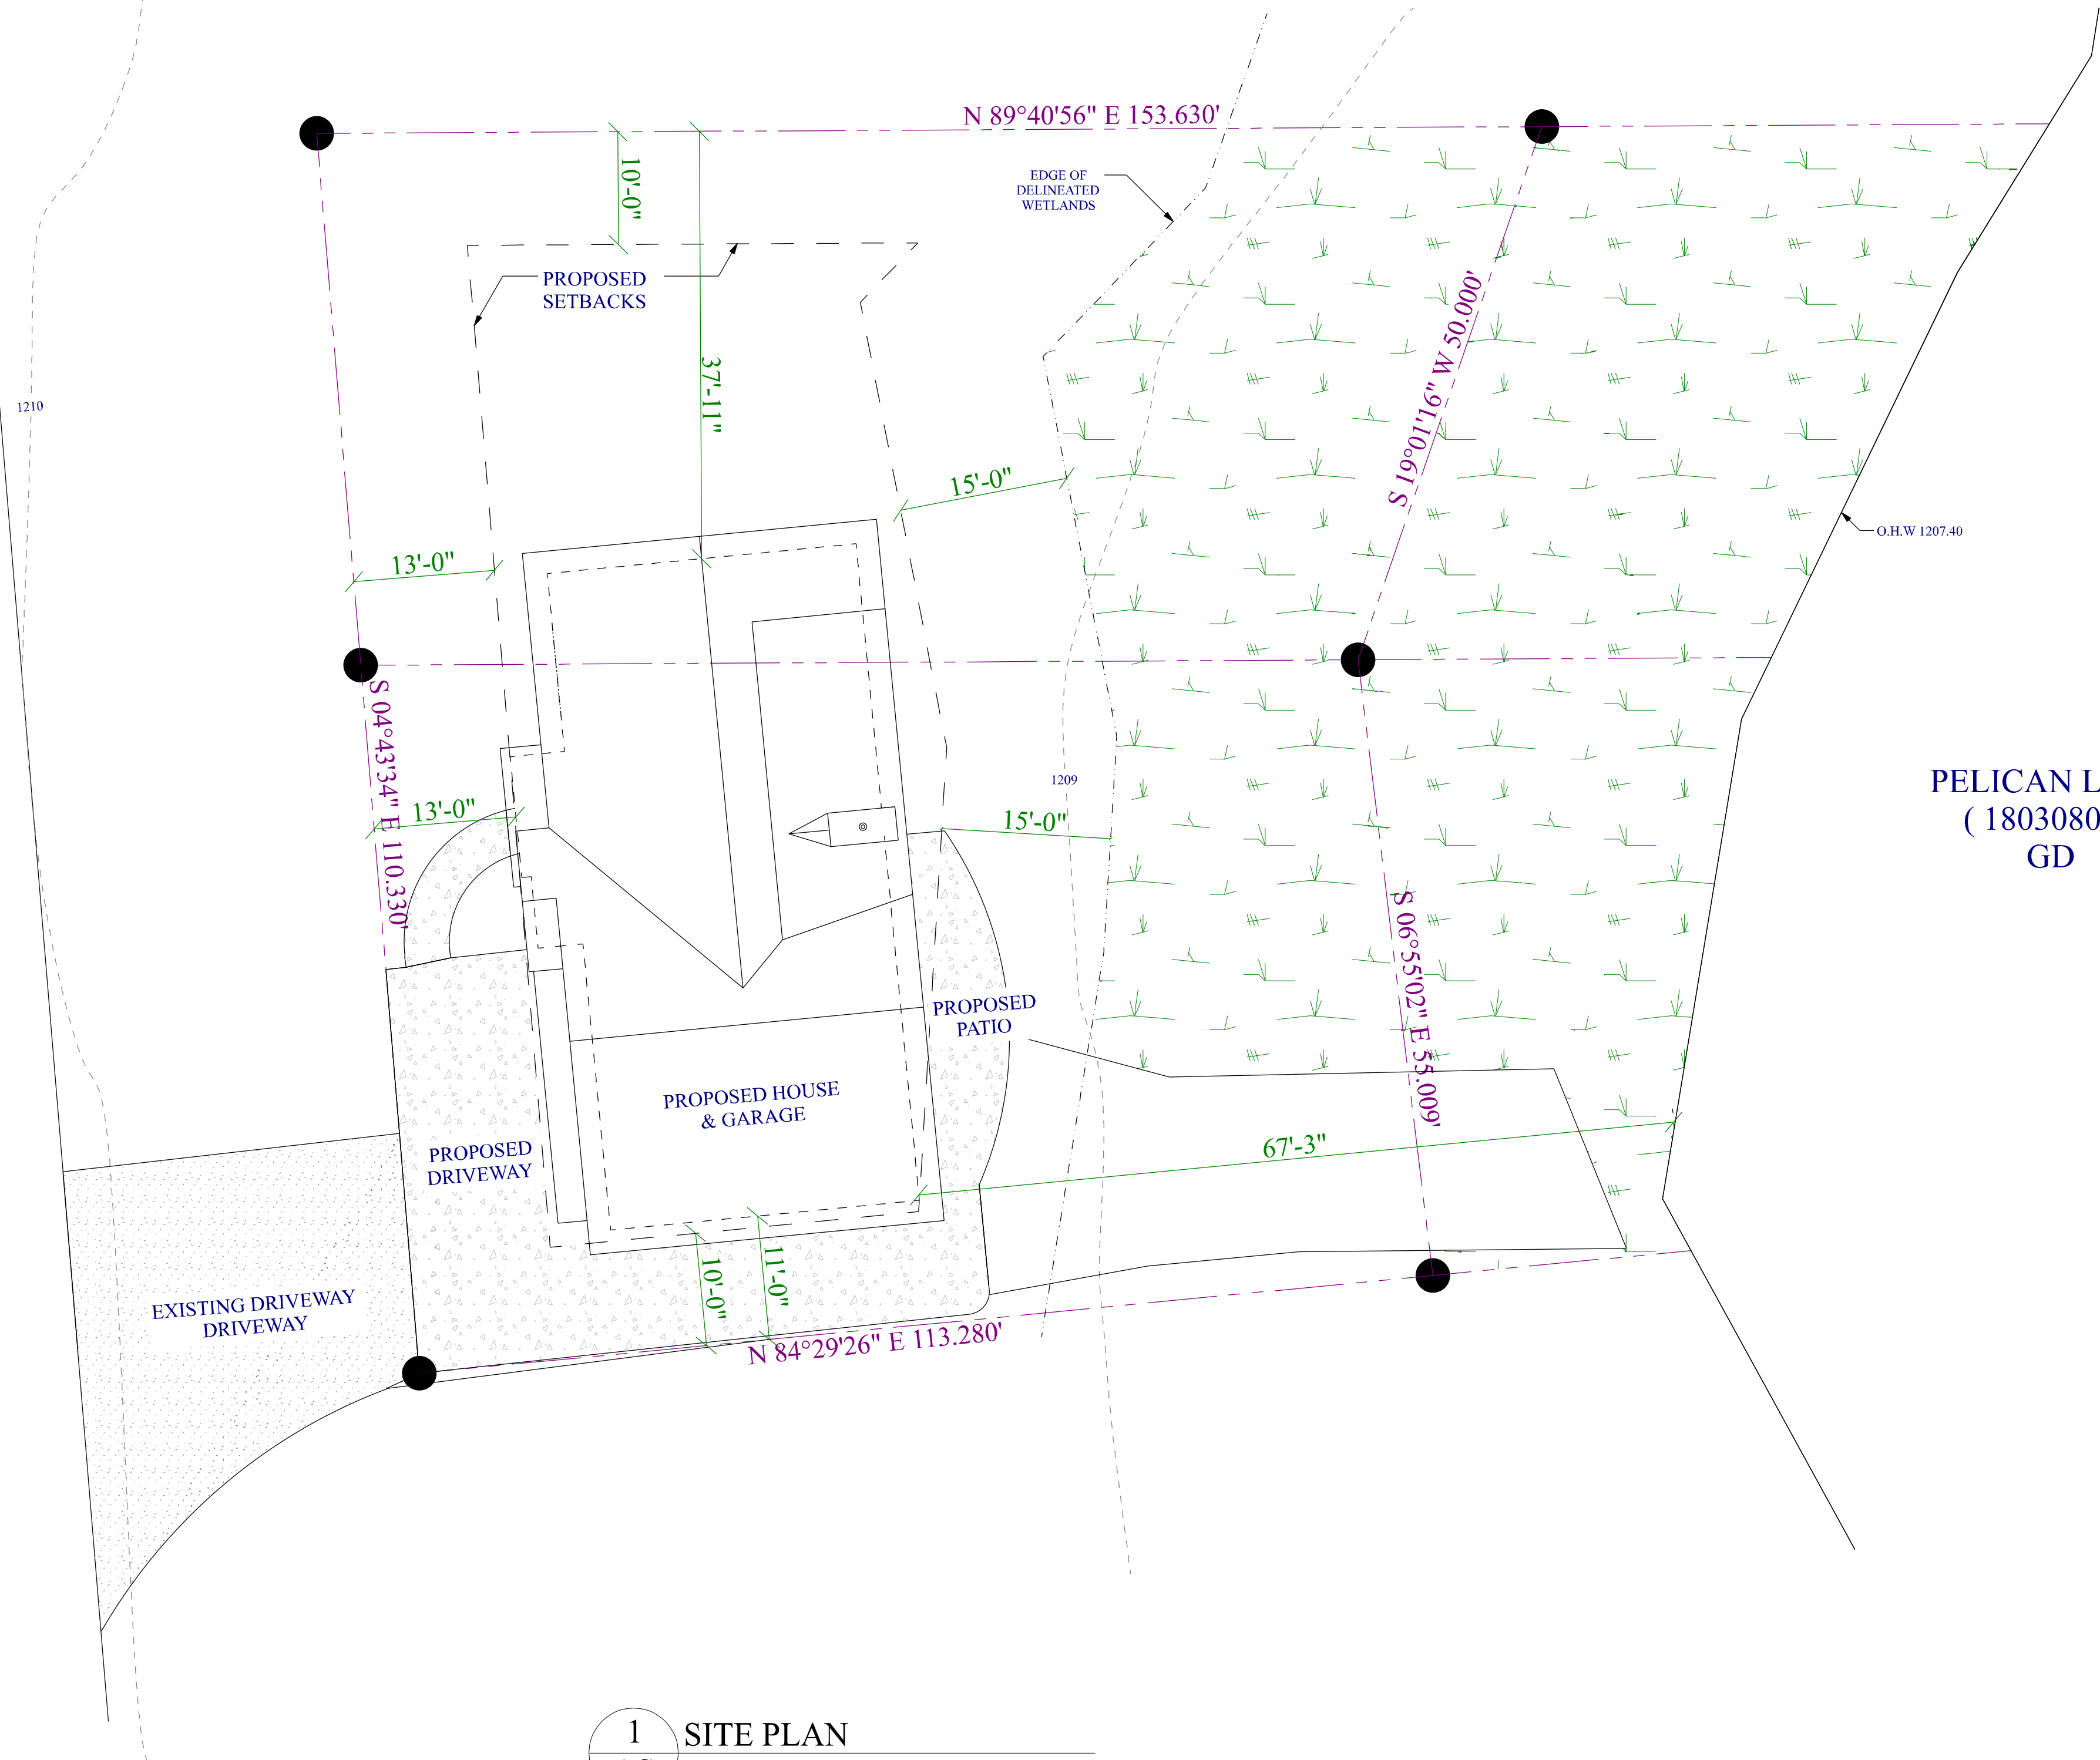 N 89°40'56" E 153.630'
10'-0"
EDGE OF
DELINEATED
WETLANDS
PROPOSED
SETBACKS
S 19°01'16" W 50.000'
37'-11"
1210
15'-0"
O.H.W 1207.40
13'-0"
S 04°43'34" E 110.330'
1209
PELICAN L
( 1803080
GD
13'-0"
15'-0"
S 06°55'02" E 55.009'
PROPOSED
PATIO
PROPOSED HOUSE
& GARAGE
PROPOSED
DRIVEWAY
67'-3"
10'-0"
11'-0"
EXISTING DRIVEWAY
DRIVEWAY
N 84°29'26" E 113.280'
1
SITE PLAN